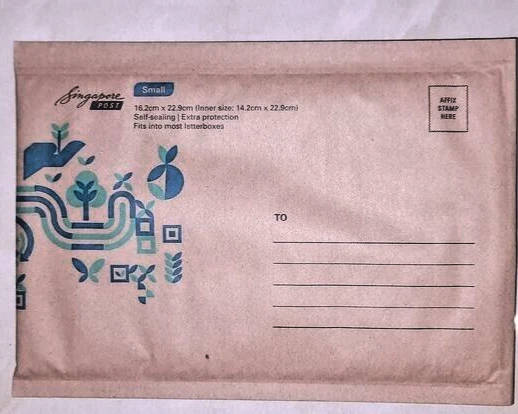 Singapore
POST
Small
16.2cm x 22.9cm (Inner size: 14.2cm x 22.9cm)
Self-sealing | Extra protection
Fits into most letterboxes
AFFIX
STAMP
HERE
TO